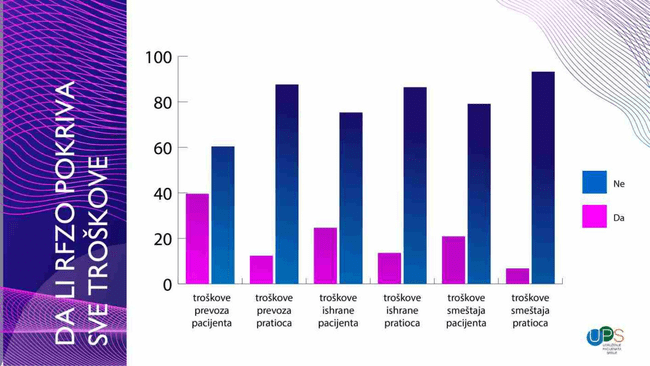 DA LI RFZO POKRIVA
SVE TROŠKOVE
100
80
60
40
20
0
troškove
prevoza
pacijenta
troškove
prevoza
pratioca
troškove
ishrane
pacijenta
troškove
ishrane
pratioca
troškove
smeštaja
pacijenta
troškove
smeštaja
pratioca
Ne
Da
UPS